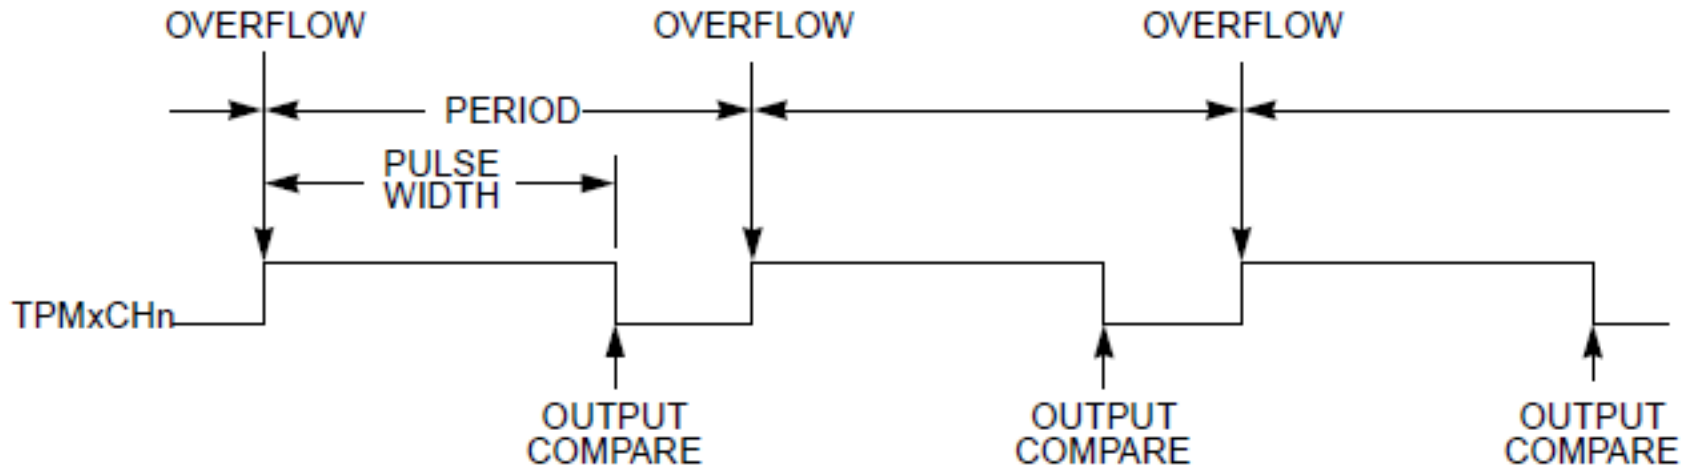 OVERFLOW OVERFLOW OVERFLOW
PERIOD
PULSE
WIDTH
TPMxCHn
OUTPUT OUTPUT OUTPUT
COMPARE COMPARE COMPARE